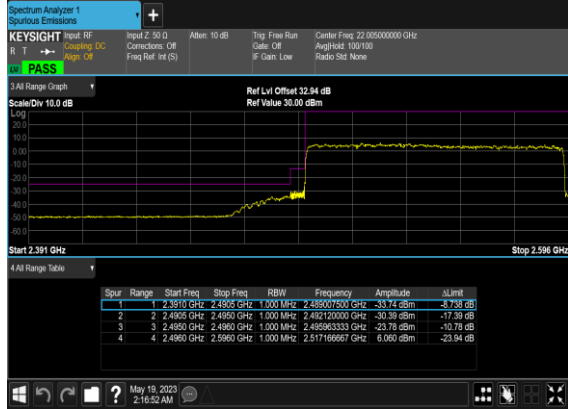 Spectrum Analyzer 1
Spurious Emissions
+
KEYSIGHT Input: RF Input Z: 50 Ω Atten: 10 dB Trig: Free Run Center Freq: 22.005000000 GHz
R T Coupling: DC Corrections: Off Gate: Off Avg|Hold: 100/100
Align: Off Freq Ref: Int (S) IF Gain: Low Radio Std: None
PASS
3 All Range Graph
Ref Lvl Offset 32.94 dB
Scale/Div 10.0 dB Ref Value 30.00 dBm
Log
20.0
10.0
0.00
-10.0
-20.0
-30.0
-40.0
-50.0
-60.0
Start 2.391 GHz Stop 2.596 GHz
4 All Range Table
Spur Range Start Freq Stop Freq RBW Frequency Amplitude ΔLimit
1 1 2.3910 GHz 2.4905 GHz 1.000 MHz 2.489007500 GHz -33.74 dBm -8.738 dB
2 2 2.4905 GHz 2.4950 GHz 1.000 MHz 2.492120000 GHz -30.39 dBm -17.39 dB
3 3 2.4950 GHz 2.4960 GHz 1.000 MHz 2.495963333 GHz -23.78 dBm -10.78 dB
4 4 2.4960 GHz 2.5960 GHz 1.000 MHz 2.517166667 GHz 6.060 dBm -23.94 dB
? May 19, 2023
2:16:52 AM